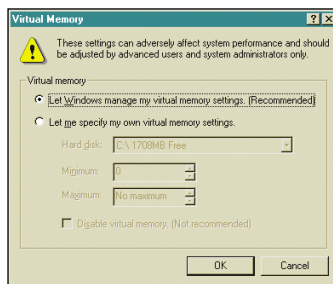 Virtual Memory
These settings can adversely affect system performance and should
be adjusted by advanced users and system administrators only.
Virtual memory
Let Windows manage my virtual memory settings. (Recommended)
Let me specify my own virtual memory settings.
Hard disk: C:\ 1708MB Free
Minimum: 0
Maximum: No maximum
Disable virtual memory. (Not recommended)
OK Cancel